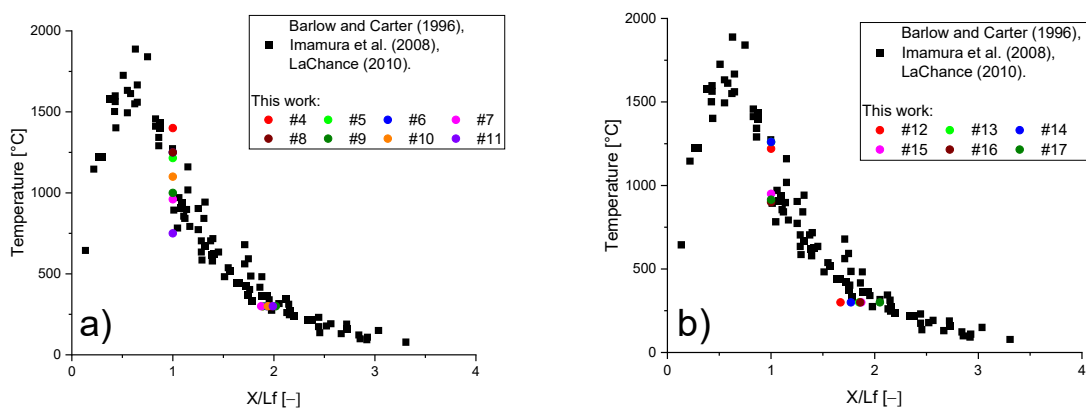 Barlow and Carter (1996),
Imamura et al. (2008),
LaChance (2010).
This work:
#4 #5 #6 #7
#8 #9 #10 #11
Temperature [°C]
2000
1500
1000
500
0
a)
0 1 2 3 4
X/Lf [–]
Barlow and Carter (1996),
Imamura et al. (2008),
LaChance (2010).
This work:
#12 #13 #14
#15 #16 #17
Temperature [°C]
2000
1500
1000
500
0
b)
0 1 2 3 4
X/Lf [–]